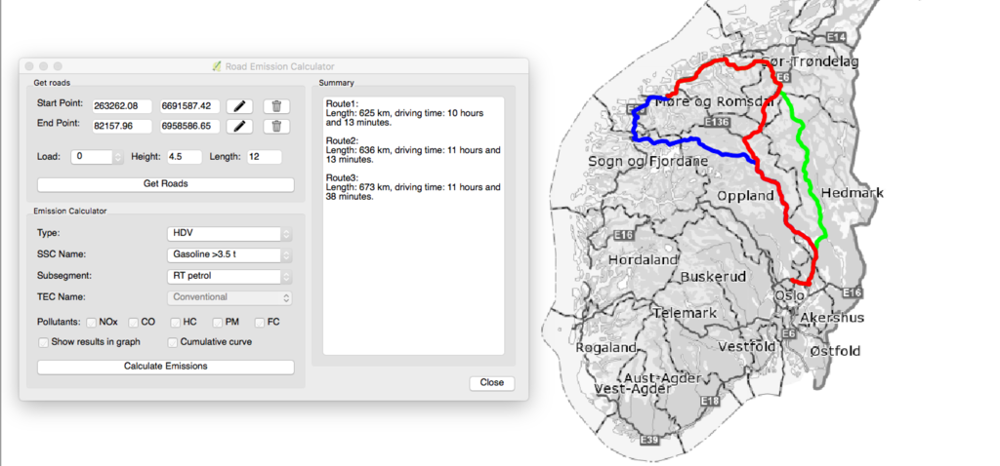 Road Emission Calculator
Get roads
Start Point: 263262.08 6691587.42
End Point: 82157.96 6958586.65
Load: 0 Height: 4.5 Length: 12
Get Roads
Emission Calculator
Type: HDV
SSC Name: Gasoline >3.5 t
Subsegment: RT petrol
TEC Name: Conventional
Pollutants: NOx CO HC PM FC
Show results in graph Cumulative curve
Calculate Emissions
Summary
Route1:
Length: 625 km, driving time: 10 hours
and 13 minutes.
Route2:
Length: 636 km, driving time: 11 hours and
13 minutes.
Route3:
Length: 673 km, driving time: 11 hours and
38 minutes.
Close
E14
Sør-Trøndelag
E6
Møre og Romsdal
E136
Sogn og Fjordane
Oppland
Hedmark
E16
Hordaland
Buskerud
Oslo
E16
Telemark
Akershus
E6
Rogaland
Vestfold
Østfold
Aust-Agder
Vest-Agder
E18
E39